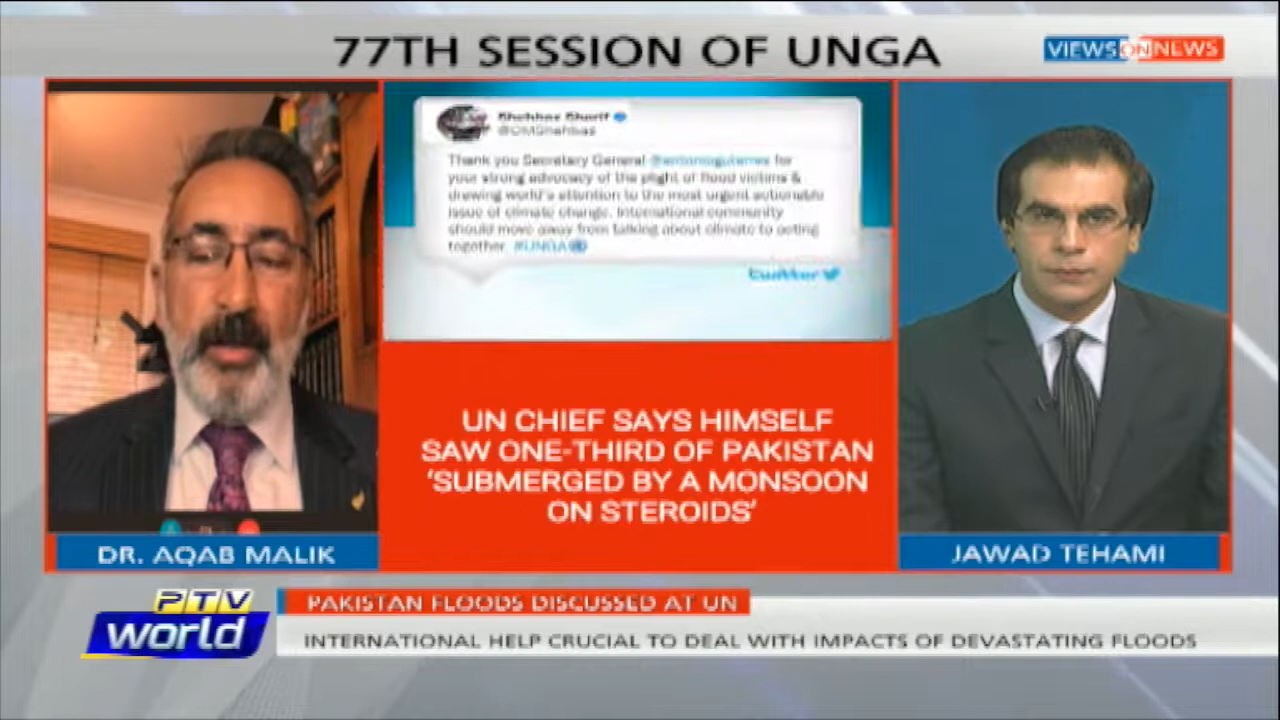 77TH SESSION OF UNGA
VIEWS ON NEWS
Shehbaz Sharif
@CMShehbaz
Thank you Secretary General @antonioguterres for
your strong advocacy of the plight of flood victims &
drawing world's attention to the most urgent actionable
issue of climate change. International community
should move away from talking about climate to acting
together. #UNGA
twitter
UN CHIEF SAYS HIMSELF
SAW ONE-THIRD OF PAKISTAN
‘SUBMERGED BY A MONSOON
ON STEROIDS’
DR. AQAB MALIK
JAWAD TEHAMI
PTV
world
PAKISTAN FLOODS DISCUSSED AT UN
INTERNATIONAL HELP CRUCIAL TO DEAL WITH IMPACTS OF DEVASTATING FLOODS